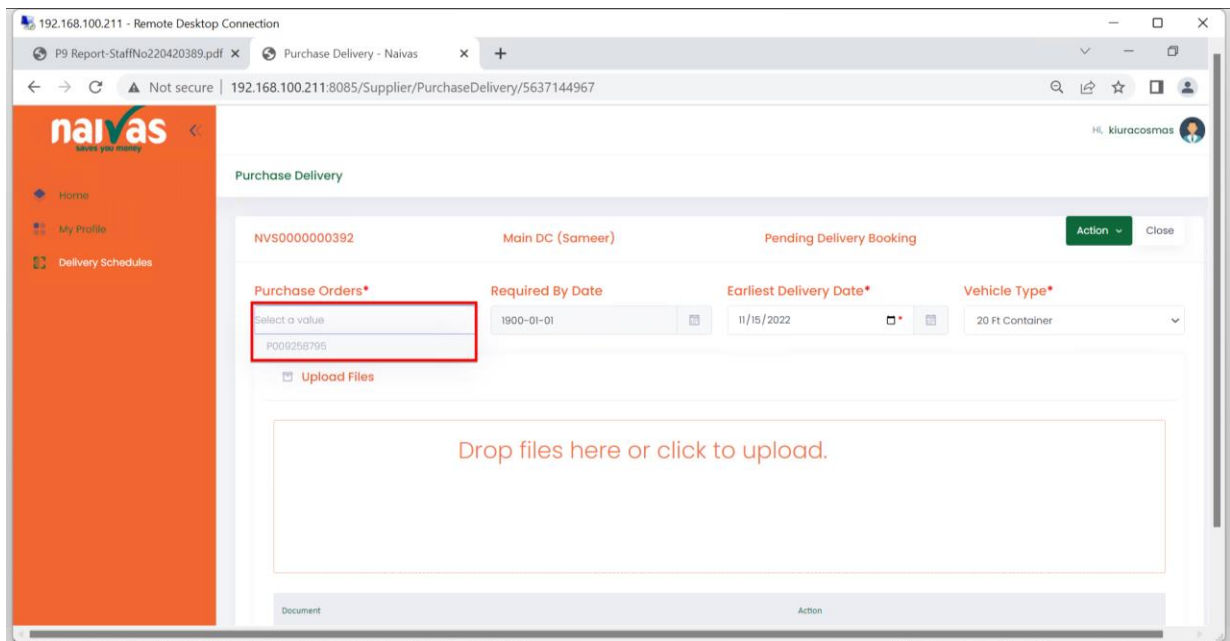 192.168.100.211 - Remote Desktop Connection
P9 Report-StaffNo220420389.pdf
Purchase Delivery - Naivas
Not secure | 192.168.100.211:8085/Supplier/PurchaseDelivery/5637144967
naivas
saves you money
Hi, kiuracosmas
Purchase Delivery
Home
My Profile
Delivery Schedules
NVS0000000392
Main DC (Sameer)
Pending Delivery Booking
Action
Close
Purchase Orders*
Required By Date
Earliest Delivery Date*
Vehicle Type*
Select a value
1900-01-01
11/15/2022
20 Ft Container
P009258795
Upload Files
Drop files here or click to upload.
Document
Action